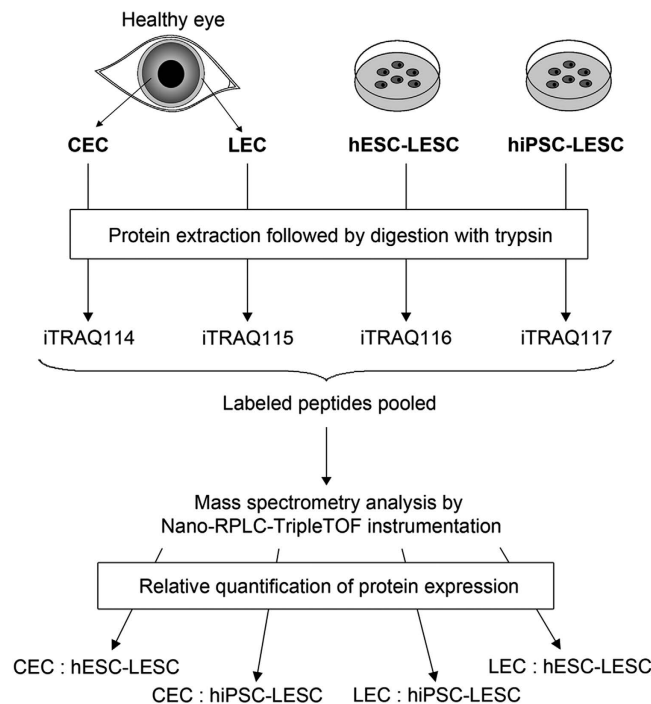 Healthy eye
CEC
LEC
hESC-LESC
hiPSC-LESC
Protein extraction followed by digestion with trypsin
iTRAQ114
iTRAQ115
iTRAQ116
iTRAQ117
Labeled peptides pooled
Mass spectrometry analysis by
Nano-RPLC-TripleTOF instrumentation
Relative quantification of protein expression
CEC : hESC-LESC
CEC : hiPSC-LESC
LEC : hiPSC-LESC
LEC : hESC-LESC